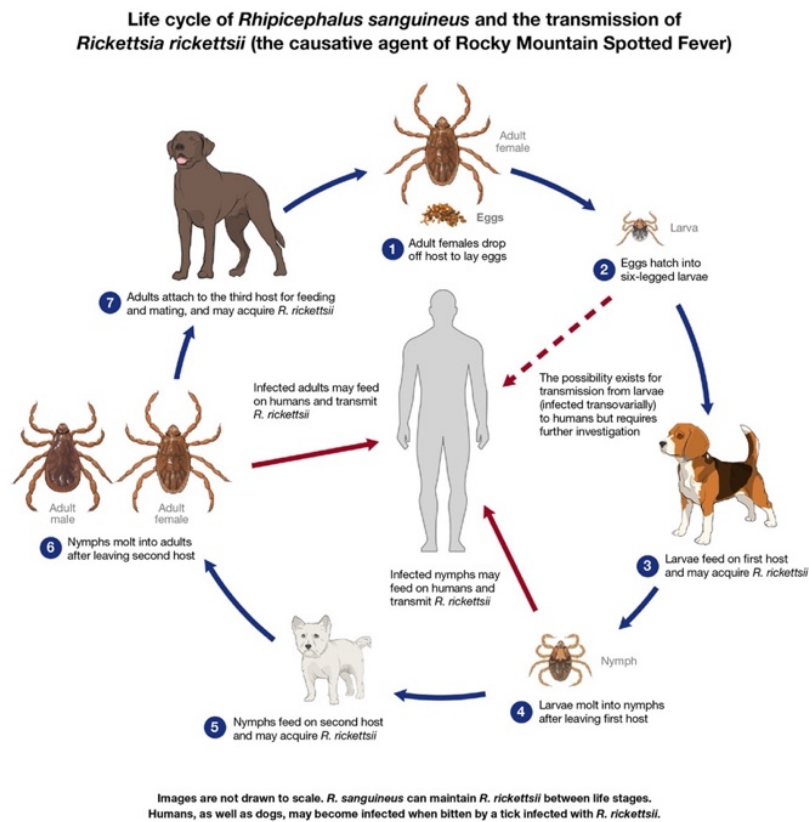 Life cycle of Rhipicephalus sanguineus and the transmission of
Rickettsia rickettsii (the causative agent of Rocky Mountain Spotted Fever)
Adult
female
Eggs
1
Adult females drop
off host to lay eggs
Larva
2
Eggs hatch into
six-legged larvae
7
Adults attach to the third host for feeding
and mating, and may acquire R. rickettsii
Infected adults may feed
on humans and transmit
R. rickettsii
The possibility exists for
transmission from larvae
(infected transovarially)
to humans but requires
further investigation
Adult
male
Adult
female
6
Nymphs molt into adults
after leaving second host
3
Larvae feed on first host
and may acquire R. rickettsii
Infected nymphs may
feed on humans and
transmit R. rickettsii
Nymph
4
Larvae molt into nymphs
after leaving first host
5
Nymphs feed on second host
and may acquire R. rickettsii
Images are not drawn to scale. R. sanguineus can maintain R. rickettsii between life stages.
Humans, as well as dogs, may become infected when bitten by a tick infected with R. rickettsii.